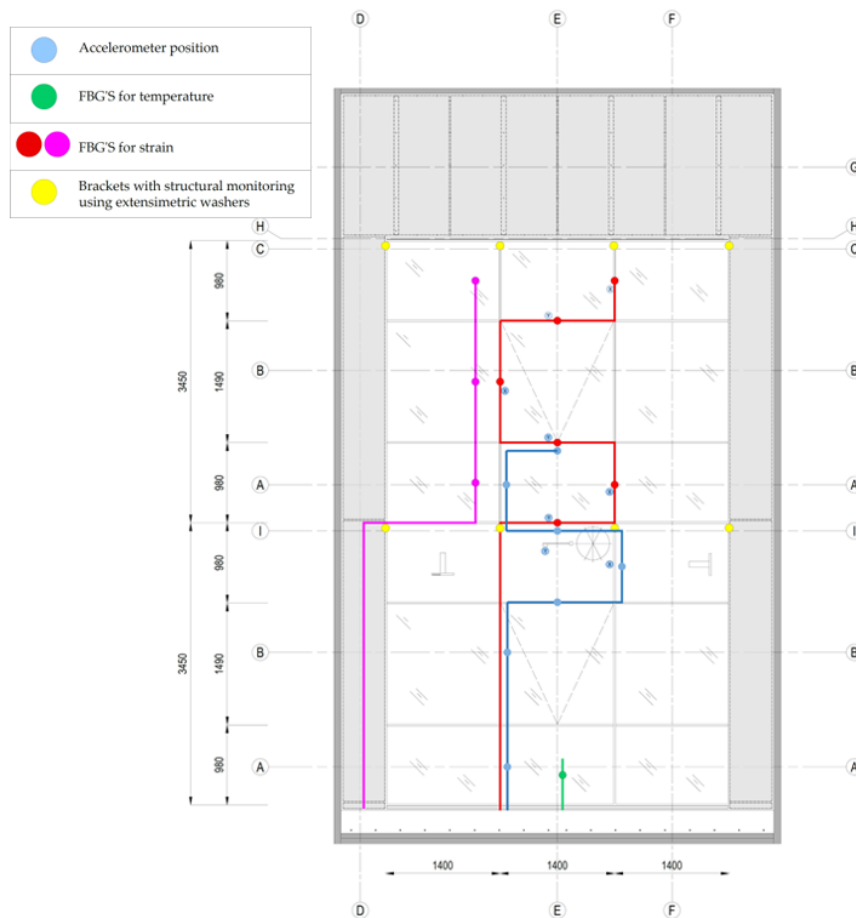 D
E
F
Accelerometer position
FBG'S for temperature
FBG'S for strain
Brackets with structural monitoring
using extensimetric washers
G
H
H
C
C
980
B
B
1490
3450
A
A
980
I
I
980
B
B
1490
3450
A
A
980
1400
1400
1400
D
E
F